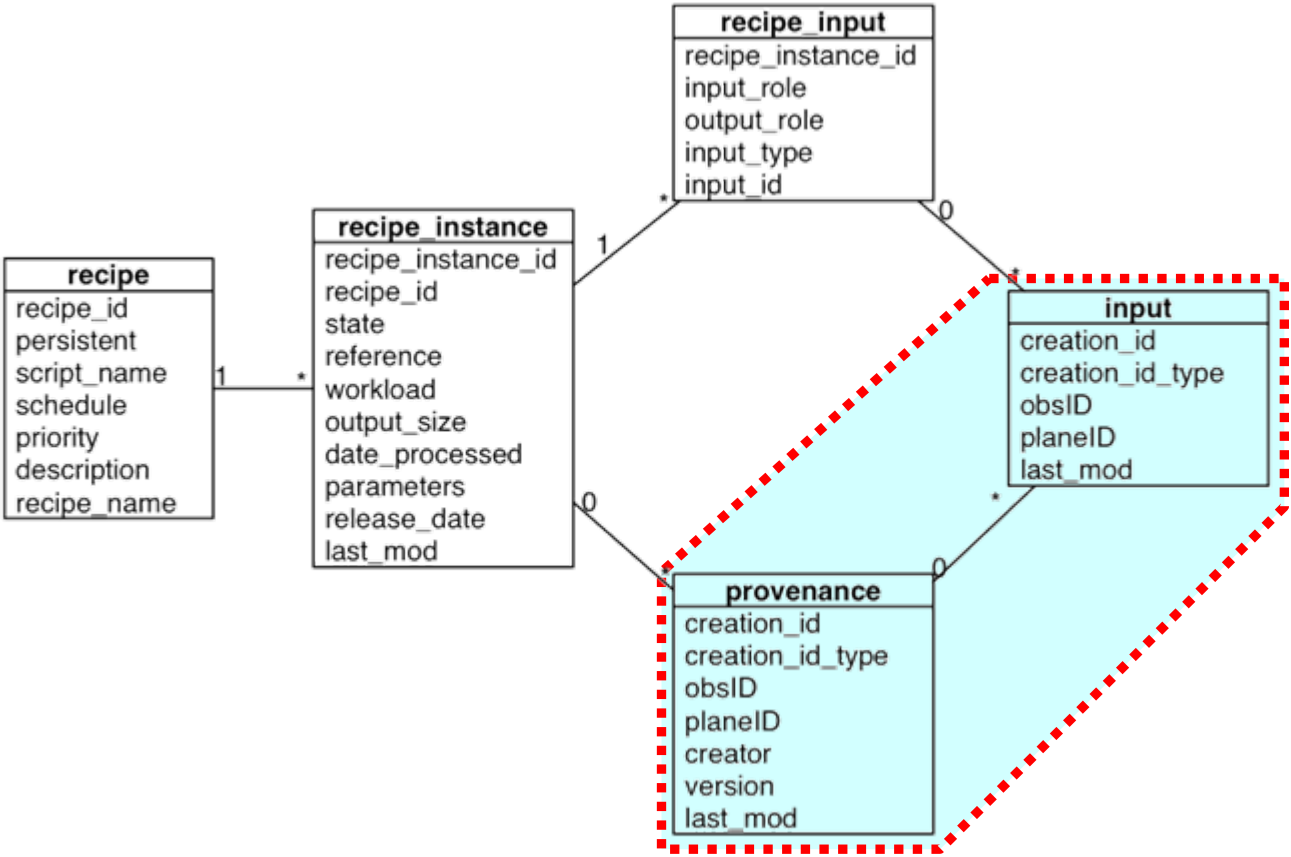 recipe_input
recipe_instance_id
input_role
output_role
input_type
input_id
recipe_instance
recipe_instance_id
recipe_id
state
reference
workload
output_size
date_processed
parameters
release_date
last_mod
recipe
recipe_id
persistent
script_name
schedule
priority
description
recipe_name
1
*
1
*
0
*
input
creation_id
creation_id_type
obsID
planeID
last_mod
*
0
0
*
provenance
creation_id
creation_id_type
obsID
planeID
creator
version
last_mod